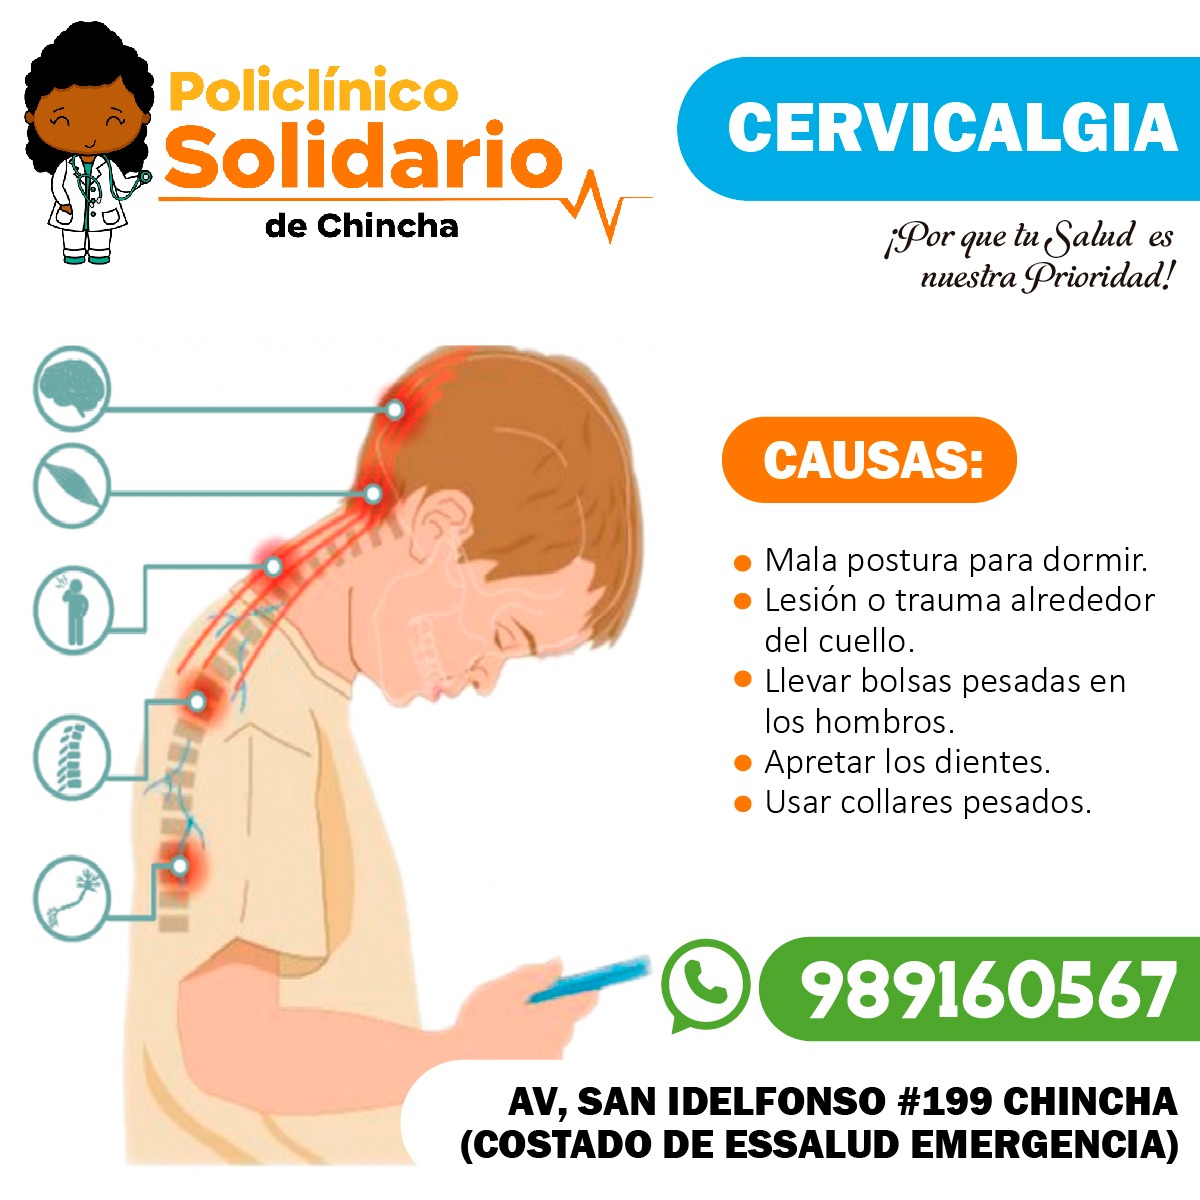 Policlínico
Solidario
de Chincha
CERVICALGIA
¡Por que tu Salud es
nuestra Prioridad!
CAUSAS:
Mala postura para dormir.
Lesión o trauma alrededor
del cuello.
Llevar bolsas pesadas en
los hombros.
Apretar los dientes.
Usar collares pesados.
989160567
AV, SAN IDELFONSO #199 CHINCHA
(COSTADO DE ESSALUD EMERGENCIA)